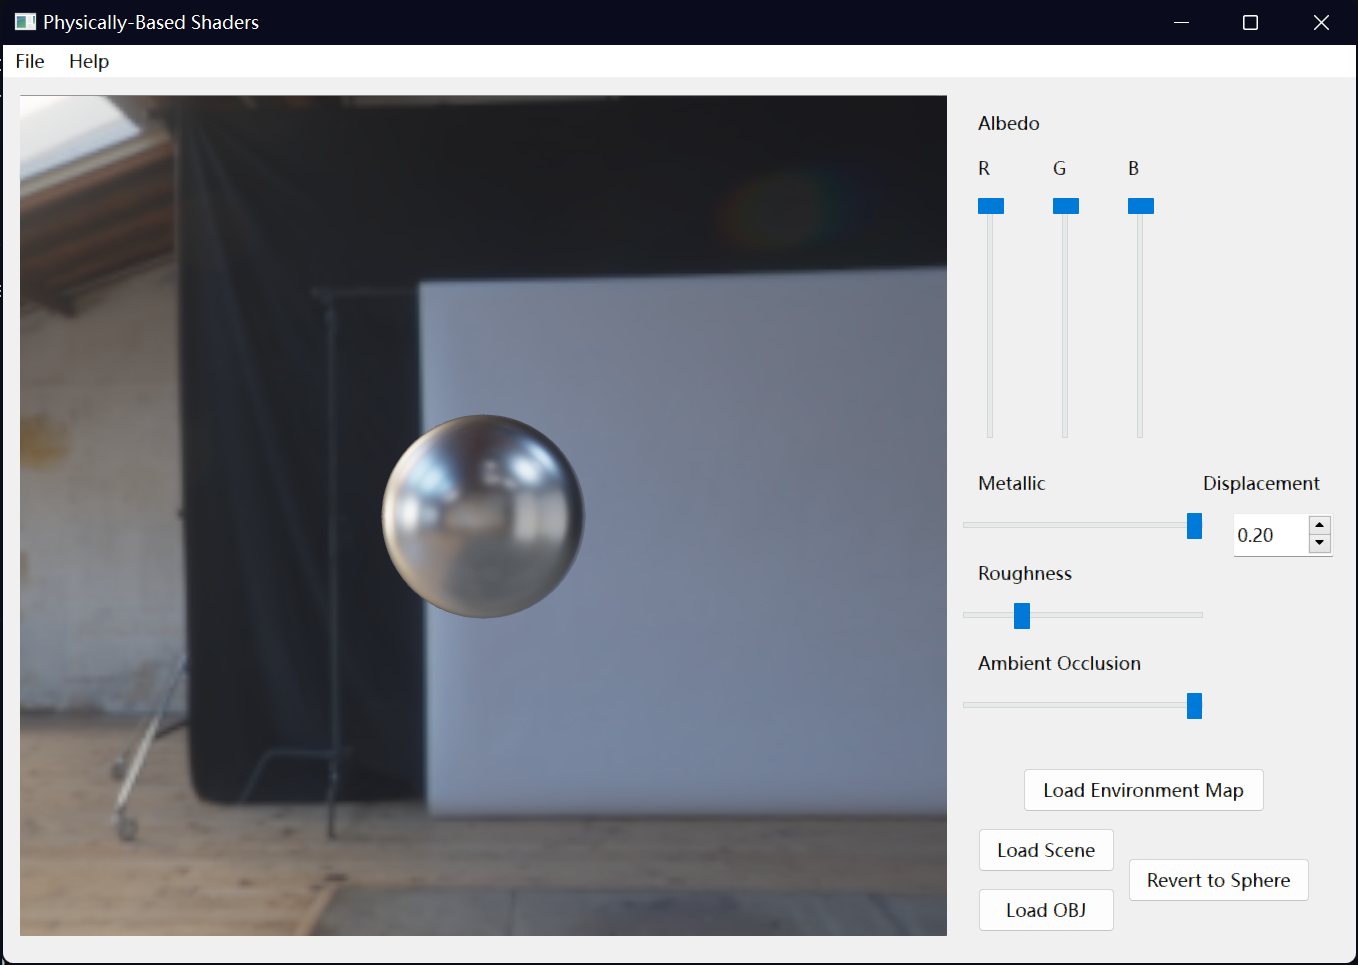 Physically-Based Shaders
File Help
Albedo
R G B
Metallic Displacement
0.20
Roughness
Ambient Occlusion
Load Environment Map
Load Scene
Revert to Sphere
Load OBJ